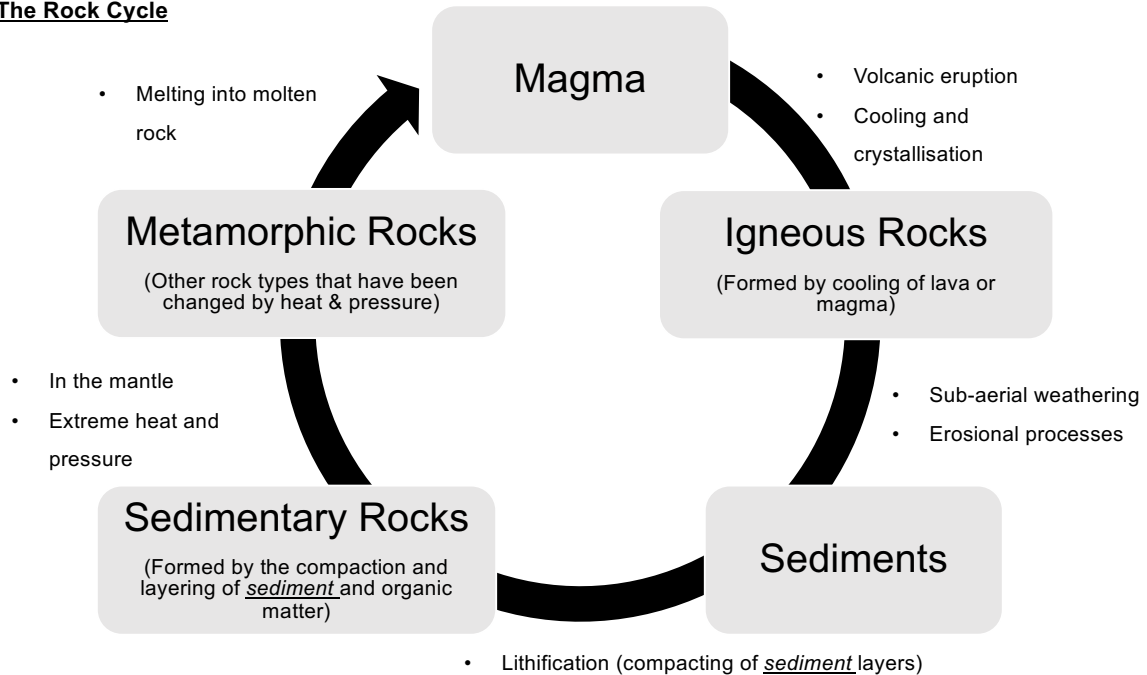 The Rock Cycle
Magma
• Volcanic eruption
• Cooling and
crystallisation
Igneous Rocks
(Formed by cooling of lava or
magma)
• Sub-aerial weathering
• Erosional processes
Sediments
• Lithification (compacting of sediment layers)
Sedimentary Rocks
(Formed by the compaction and
layering of sediment and organic
matter)
• In the mantle
• Extreme heat and
pressure
Metamorphic Rocks
(Other rock types that have been
changed by heat & pressure)
• Melting into molten
rock